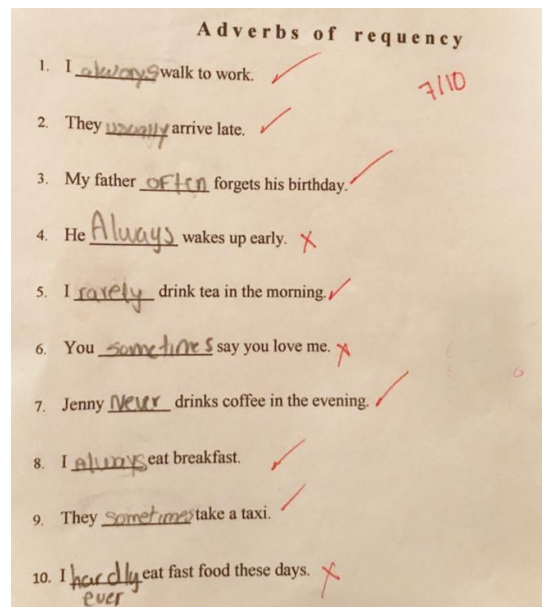 Adverbs of requency
7/10
1. I always walk to work.
2. They usually arrive late.
3. My father often forgets his birthday.
4. He Always wakes up early.
5. I rarely drink tea in the morning.
6. You sometimes say you love me.
7. Jenny Never drinks coffee in the evening.
8. I always eat breakfast.
9. They sometimes take a taxi.
10. I hardly eat fast food these days.
ever